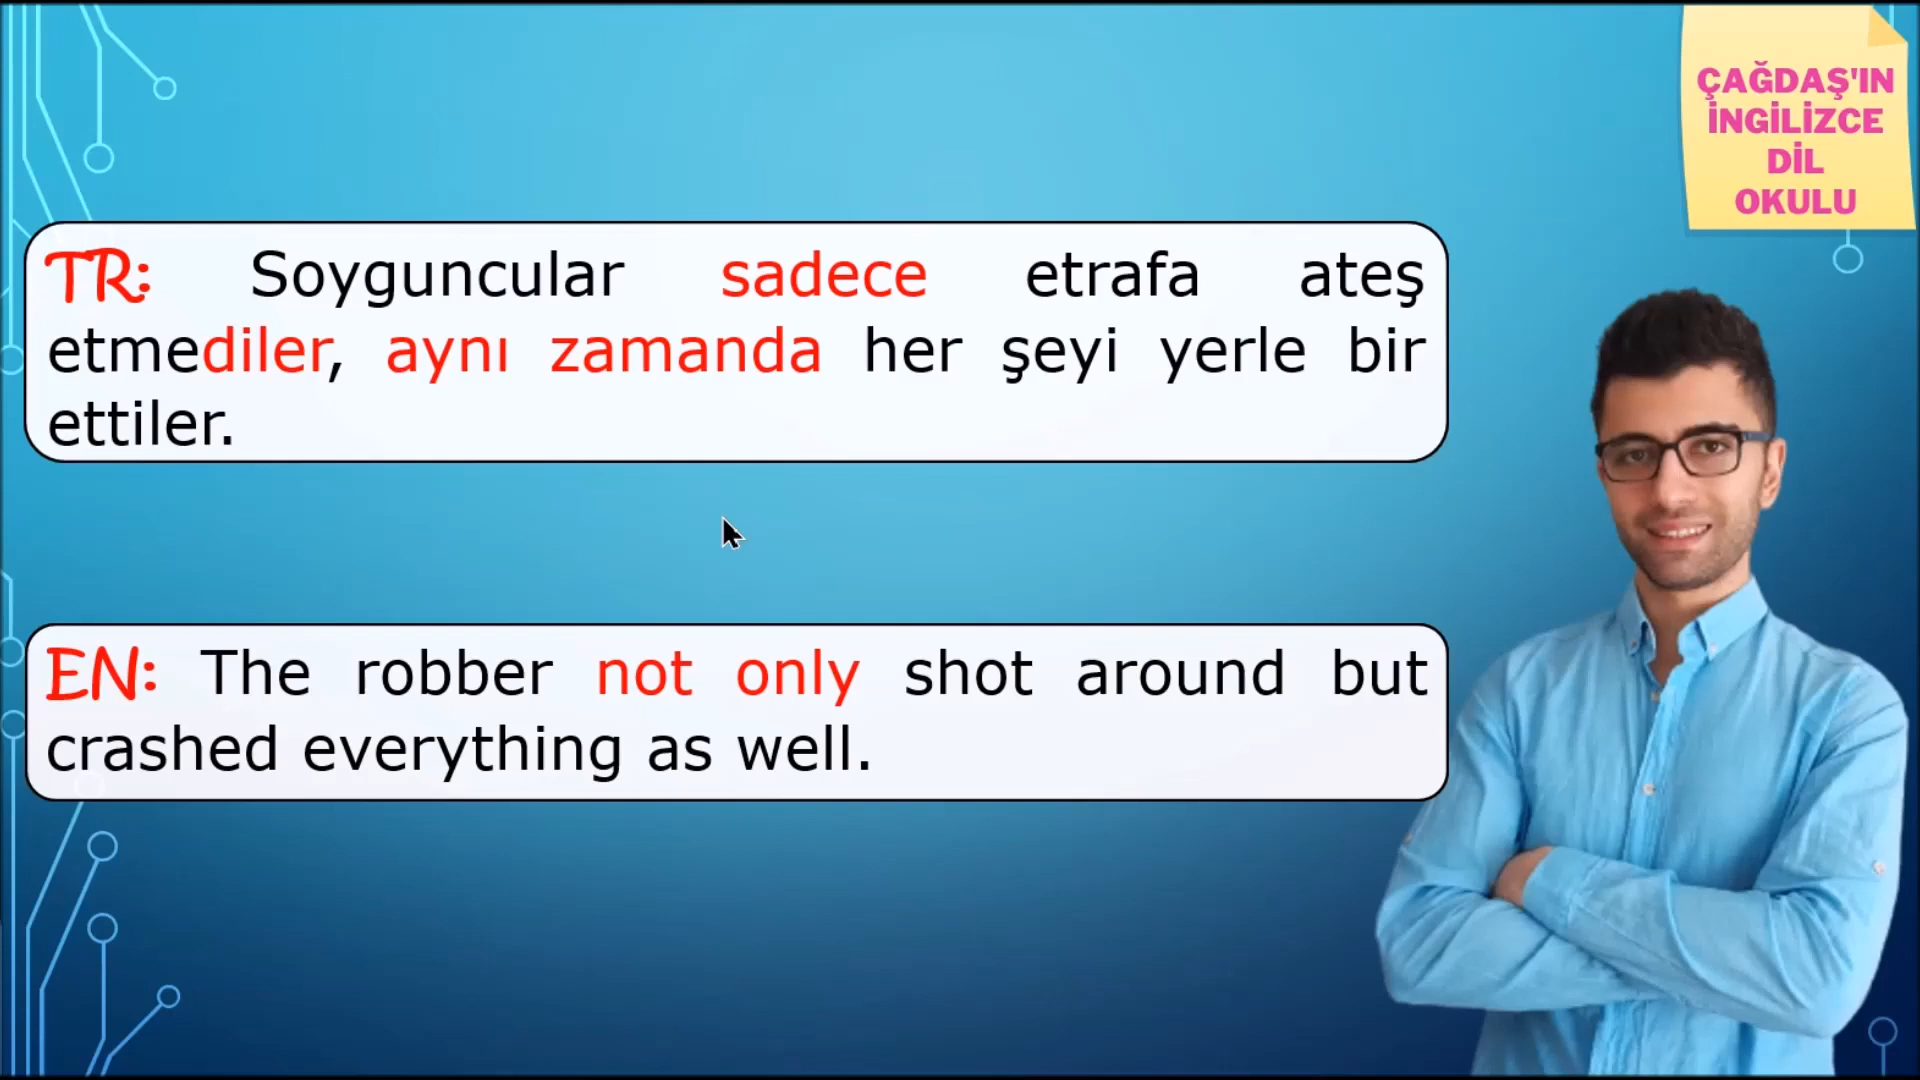 ÇAĞDAŞ'IN
İNGİLİZCE
DİL
OKULU
TR: Soyguncular sadece etrafa ateş
etmediler, aynı zamanda her şeyi yerle bir
ettiler.
EN: The robber not only shot around but
crashed everything as well.